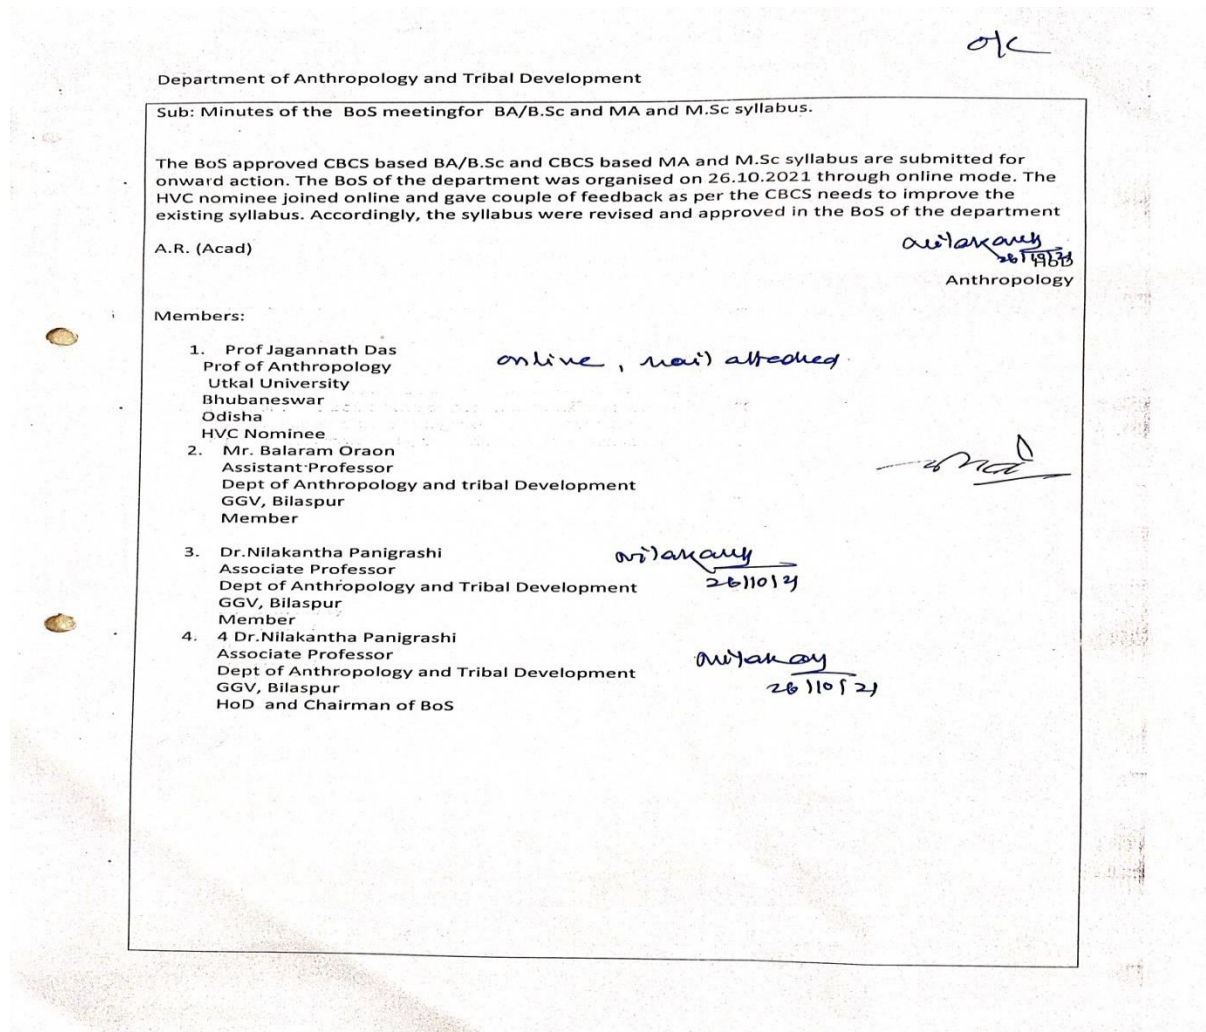 o/c
Department of Anthropology and Tribal Development
Sub: Minutes of the BoS meetingfor BA/B.Sc and MA and M.Sc syllabus.
The BoS approved CBCS based BA/B.Sc and CBCS based MA and M.Sc syllabus are submitted for
onward action. The BoS of the department was organised on 26.10.2021 through online mode. The
HVC nominee joined online and gave couple of feedback as per the CBCS needs to improve the
existing syllabus. Accordingly, the syllabus were revised and approved in the BoS of the department
A.R. (Acad)
Anthropology
Members:
1. Prof Jagannath Das
online, mail attached
Prof of Anthropology
Utkal University
Bhubaneswar
Odisha
HVC Nominee
2. Mr. Balaram Oraon
Assistant Professor
Dept of Anthropology and tribal Development
GGV, Bilaspur
Member
3. Dr.Nilakantha Panigrashi
Associate Professor
26/10/21
Dept of Anthropology and Tribal Development
GGV, Bilaspur
Member
4. 4 Dr.Nilakantha Panigrashi
Associate Professor
Dept of Anthropology and Tribal Development
26/10/21
GGV, Bilaspur
HoD and Chairman of BoS